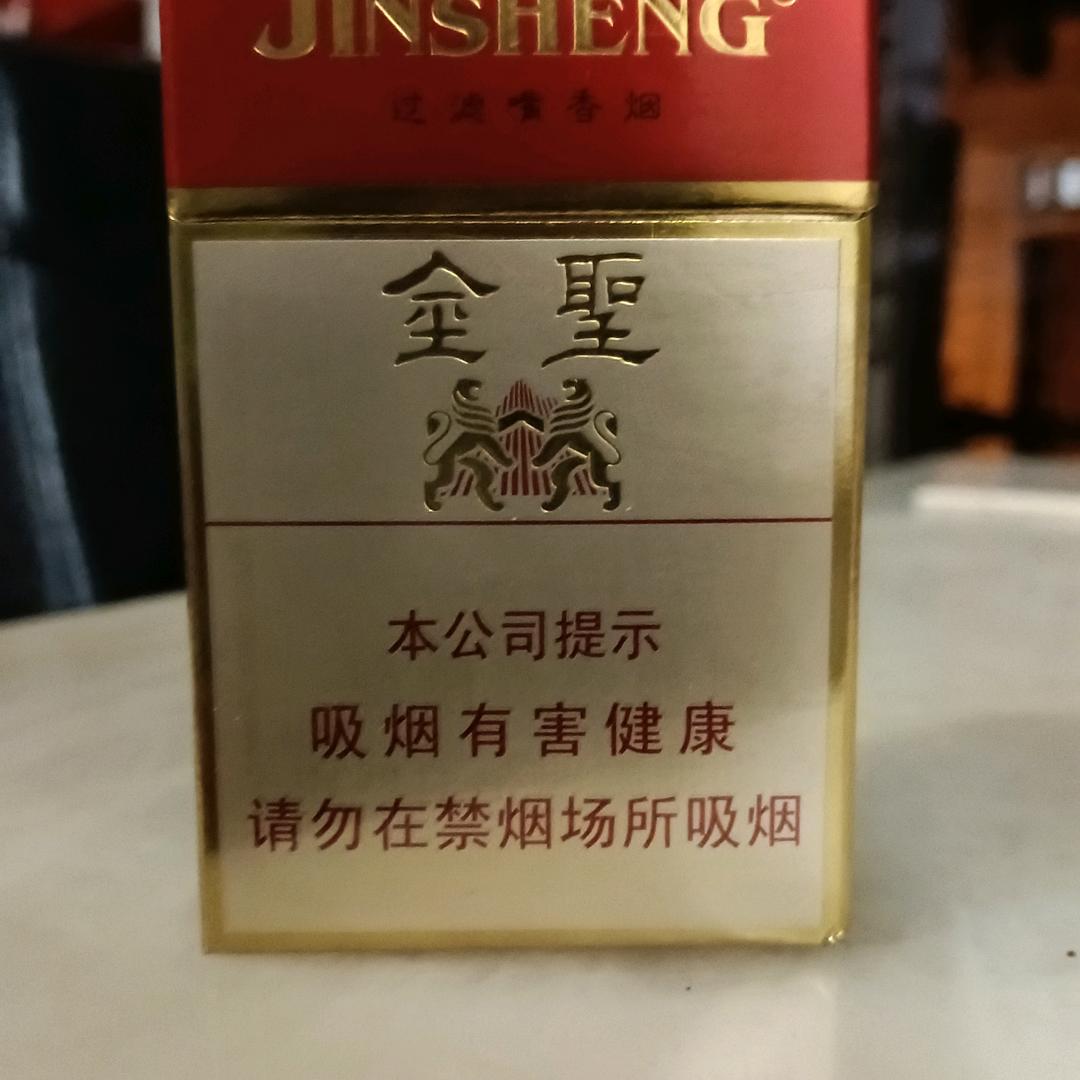 JINSHENG
过滤嘴香烟
金聖
本公司提示
吸烟有害健康
请勿在禁烟场所吸烟